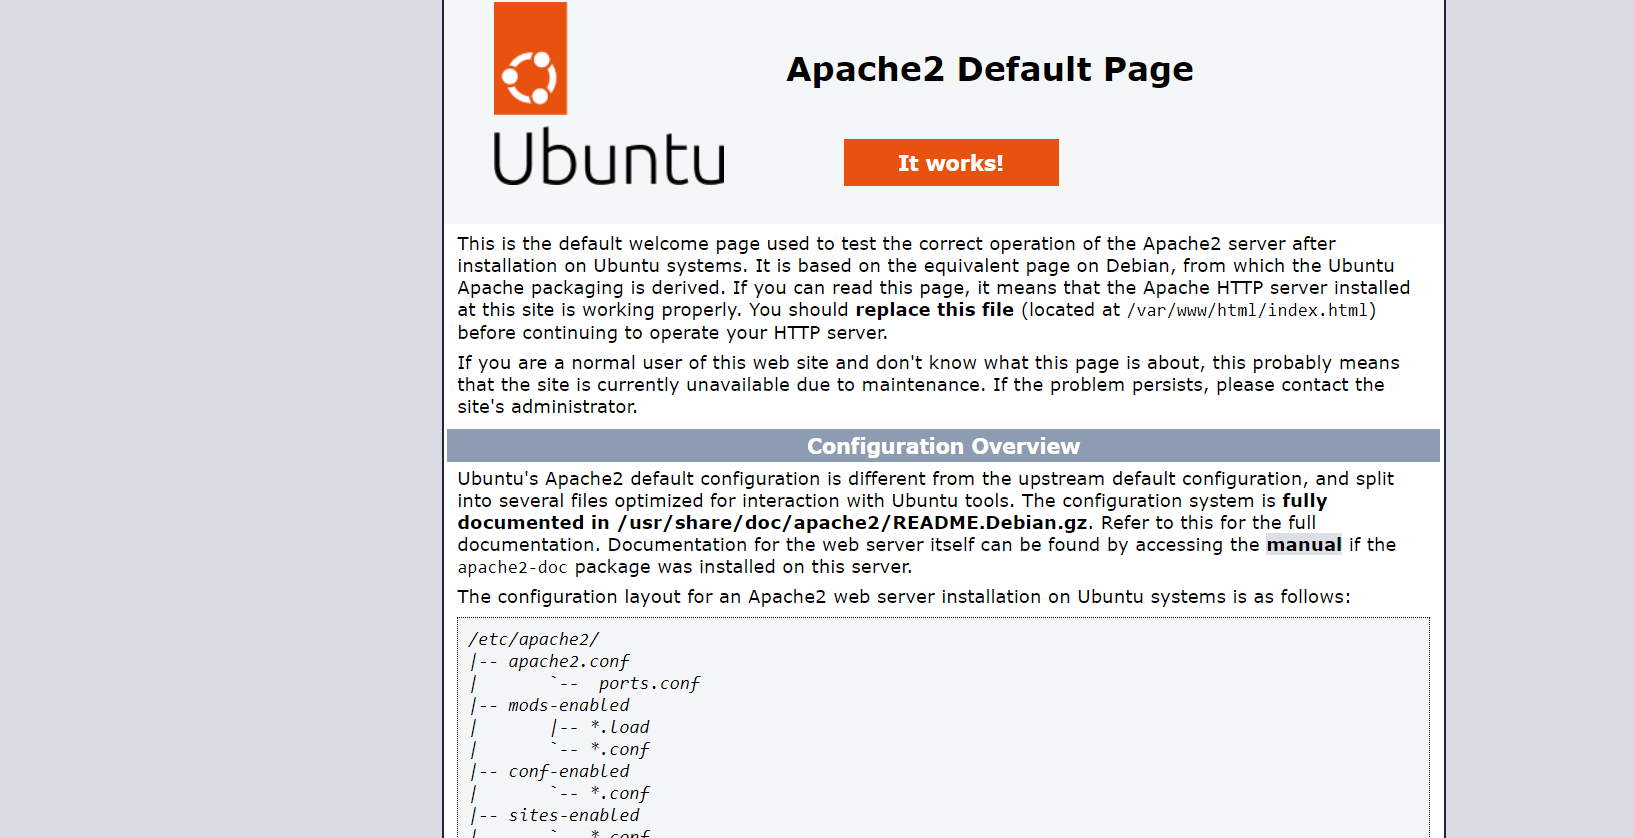 Apache2 Default Page
Ubuntu
It works!
This is the default welcome page used to test the correct operation of the Apache2 server after
installation on Ubuntu systems. It is based on the equivalent page on Debian, from which the Ubuntu
Apache packaging is derived. If you can read this page, it means that the Apache HTTP server installed
at this site is working properly. You should replace this file (located at /var/www/html/index.html)
before continuing to operate your HTTP server.
If you are a normal user of this web site and don't know what this page is about, this probably means
that the site is currently unavailable due to maintenance. If the problem persists, please contact the
site's administrator.
Configuration Overview
Ubuntu's Apache2 default configuration is different from the upstream default configuration, and split
into several files optimized for interaction with Ubuntu tools. The configuration system is fully
documented in /usr/share/doc/apache2/README.Debian.gz. Refer to this for the full
documentation. Documentation for the web server itself can be found by accessing the manual if the
apache2-doc package was installed on this server.
The configuration layout for an Apache2 web server installation on Ubuntu systems is as follows:
/etc/apache2/
|-- apache2.conf
|       `--  ports.conf
|-- mods-enabled
|       |-- *.load
|       `-- *.conf
|-- conf-enabled
|       `-- *.conf
|-- sites-enabled
|       `-- *.conf